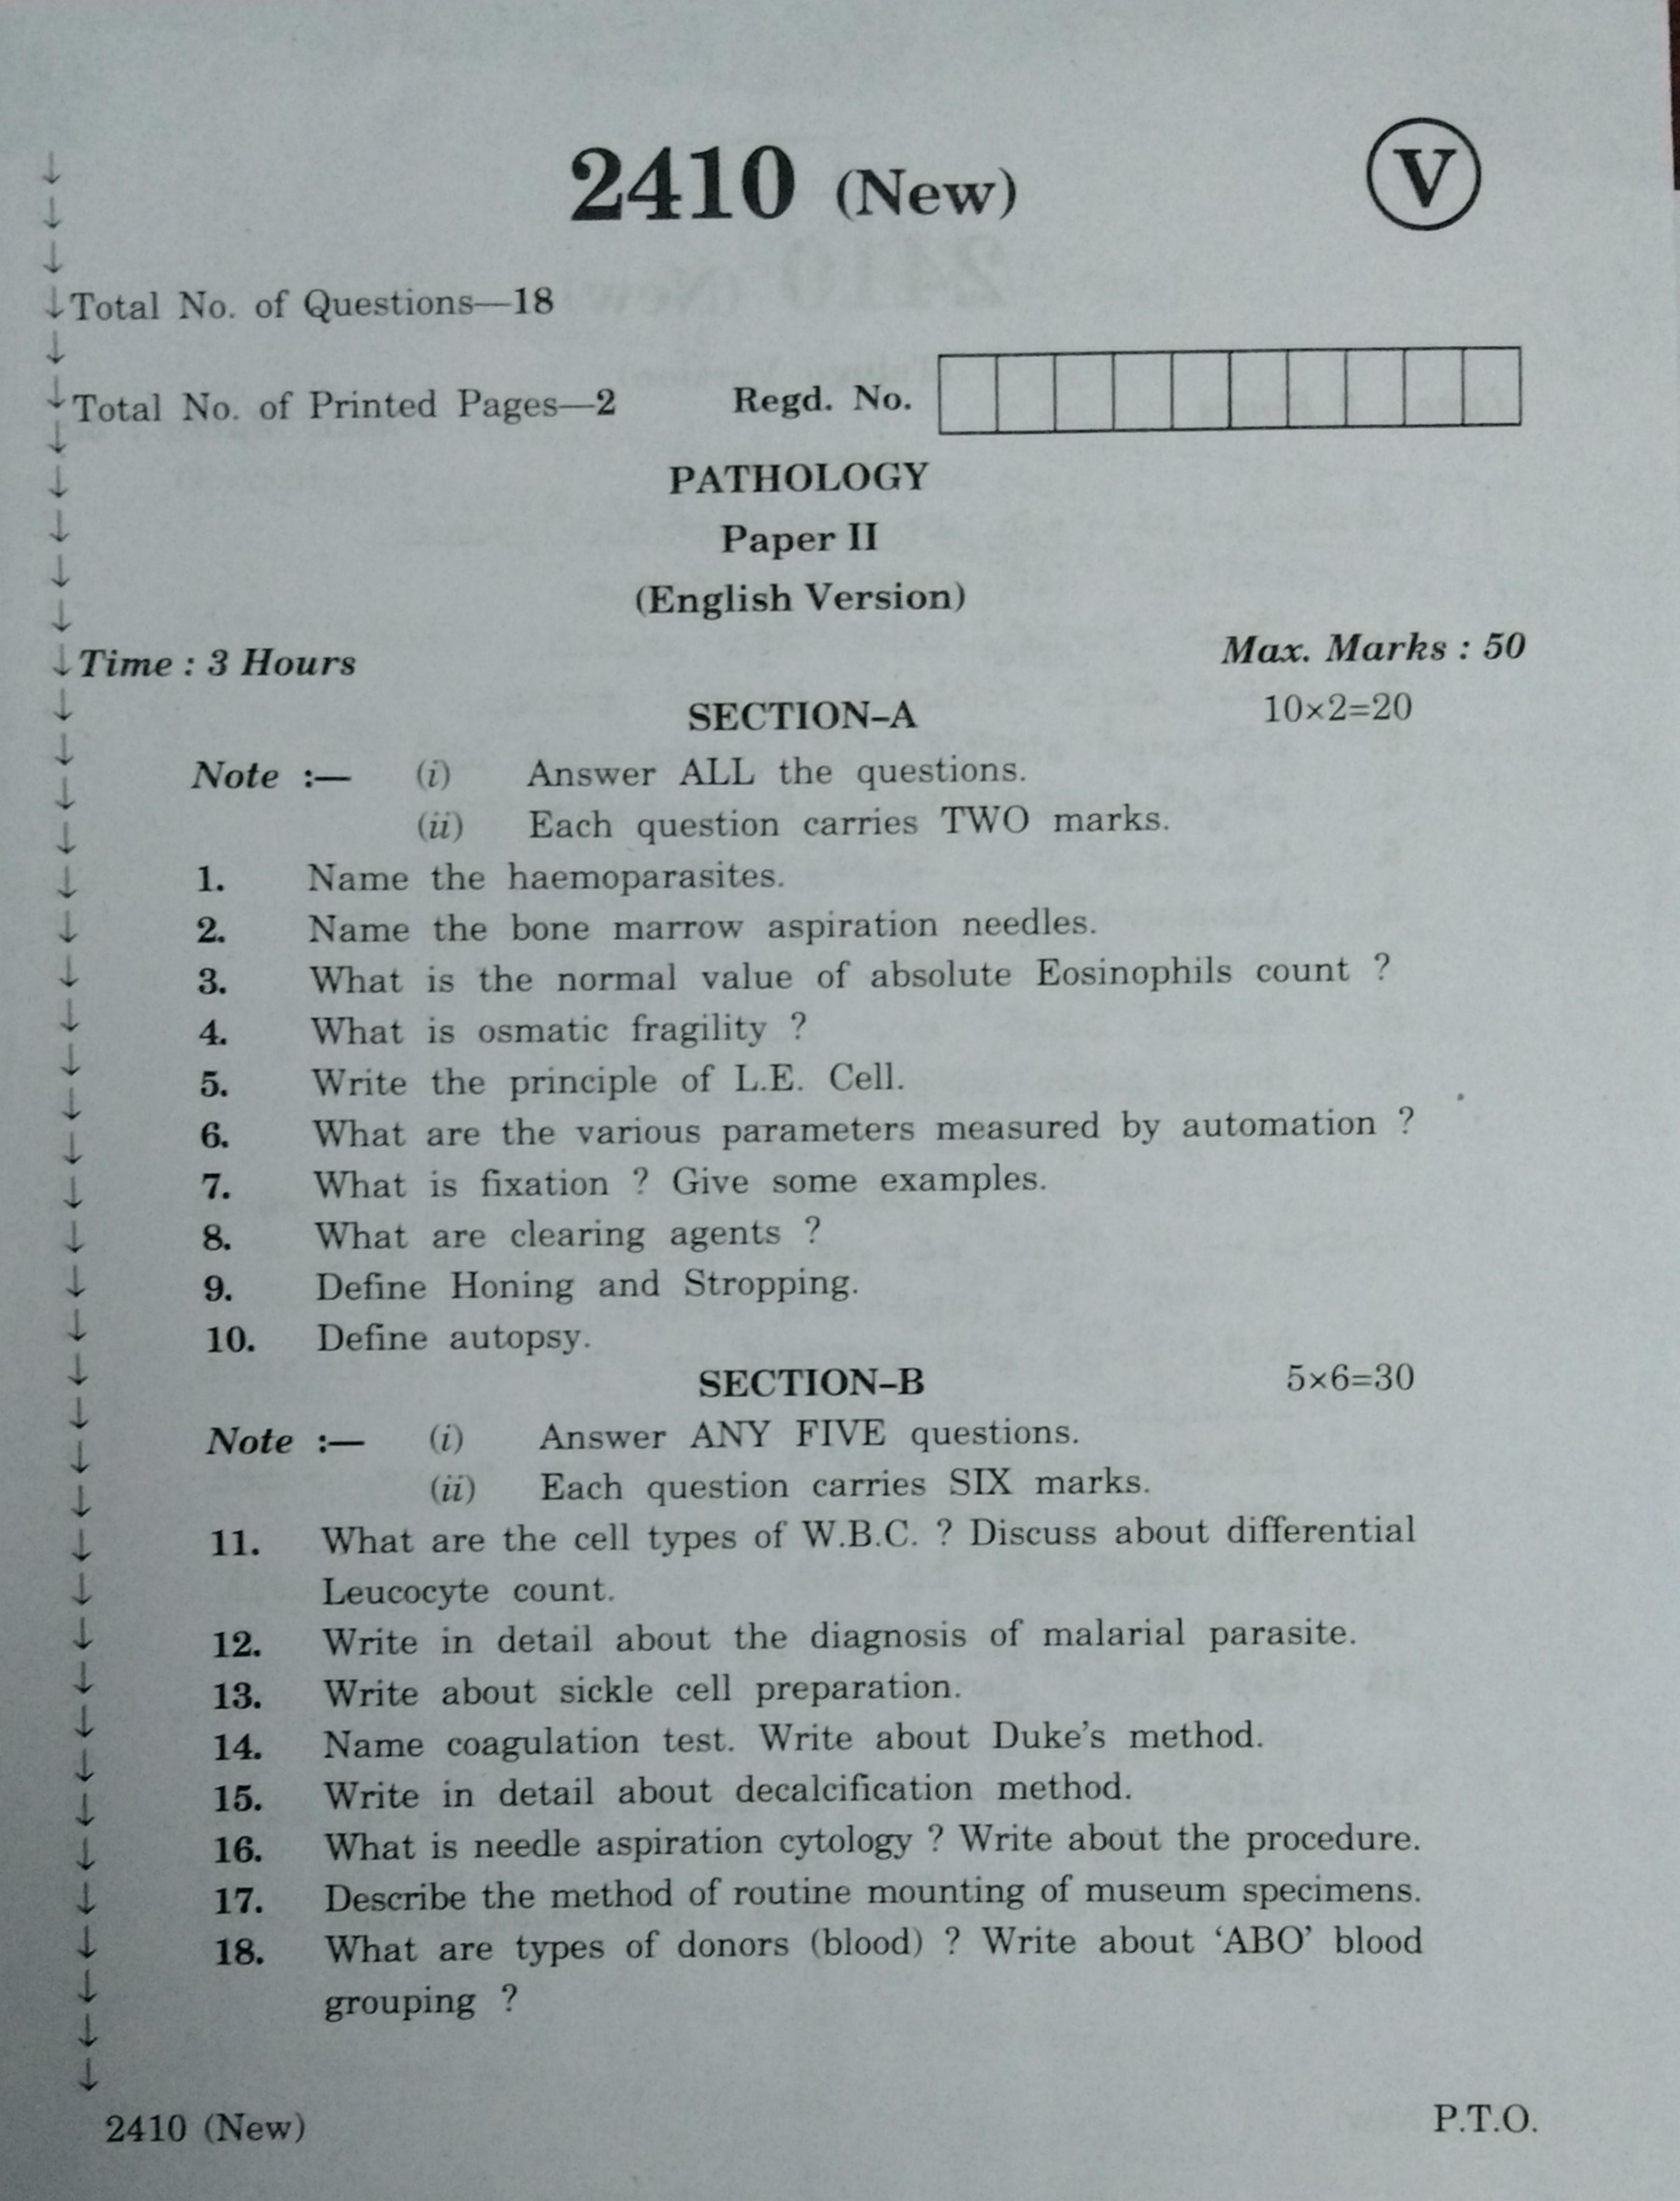 2410 (New)
V
Total No. of Questions—18
Total No. of Printed Pages—2 Regd. No.
PATHOLOGY
Paper II
(English Version)
Time : 3 Hours Max. Marks : 50
SECTION–A 10×2=20
Note :— (i) Answer ALL the questions.
(ii) Each question carries TWO marks.
1. Name the haemoparasites.
2. Name the bone marrow aspiration needles.
3. What is the normal value of absolute Eosinophils count ?
4. What is osmatic fragility ?
5. Write the principle of L.E. Cell.
6. What are the various parameters measured by automation ?
7. What is fixation ? Give some examples.
8. What are clearing agents ?
9. Define Honing and Stropping.
10. Define autopsy.
SECTION–B 5×6=30
Note :— (i) Answer ANY FIVE questions.
(ii) Each question carries SIX marks.
11. What are the cell types of W.B.C. ? Discuss about differential
Leucocyte count.
12. Write in detail about the diagnosis of malarial parasite.
13. Write about sickle cell preparation.
14. Name coagulation test. Write about Duke's method.
15. Write in detail about decalcification method.
16. What is needle aspiration cytology ? Write about the procedure.
17. Describe the method of routine mounting of museum specimens.
18. What are types of donors (blood) ? Write about 'ABO' blood
grouping ?
2410 (New) P.T.O.